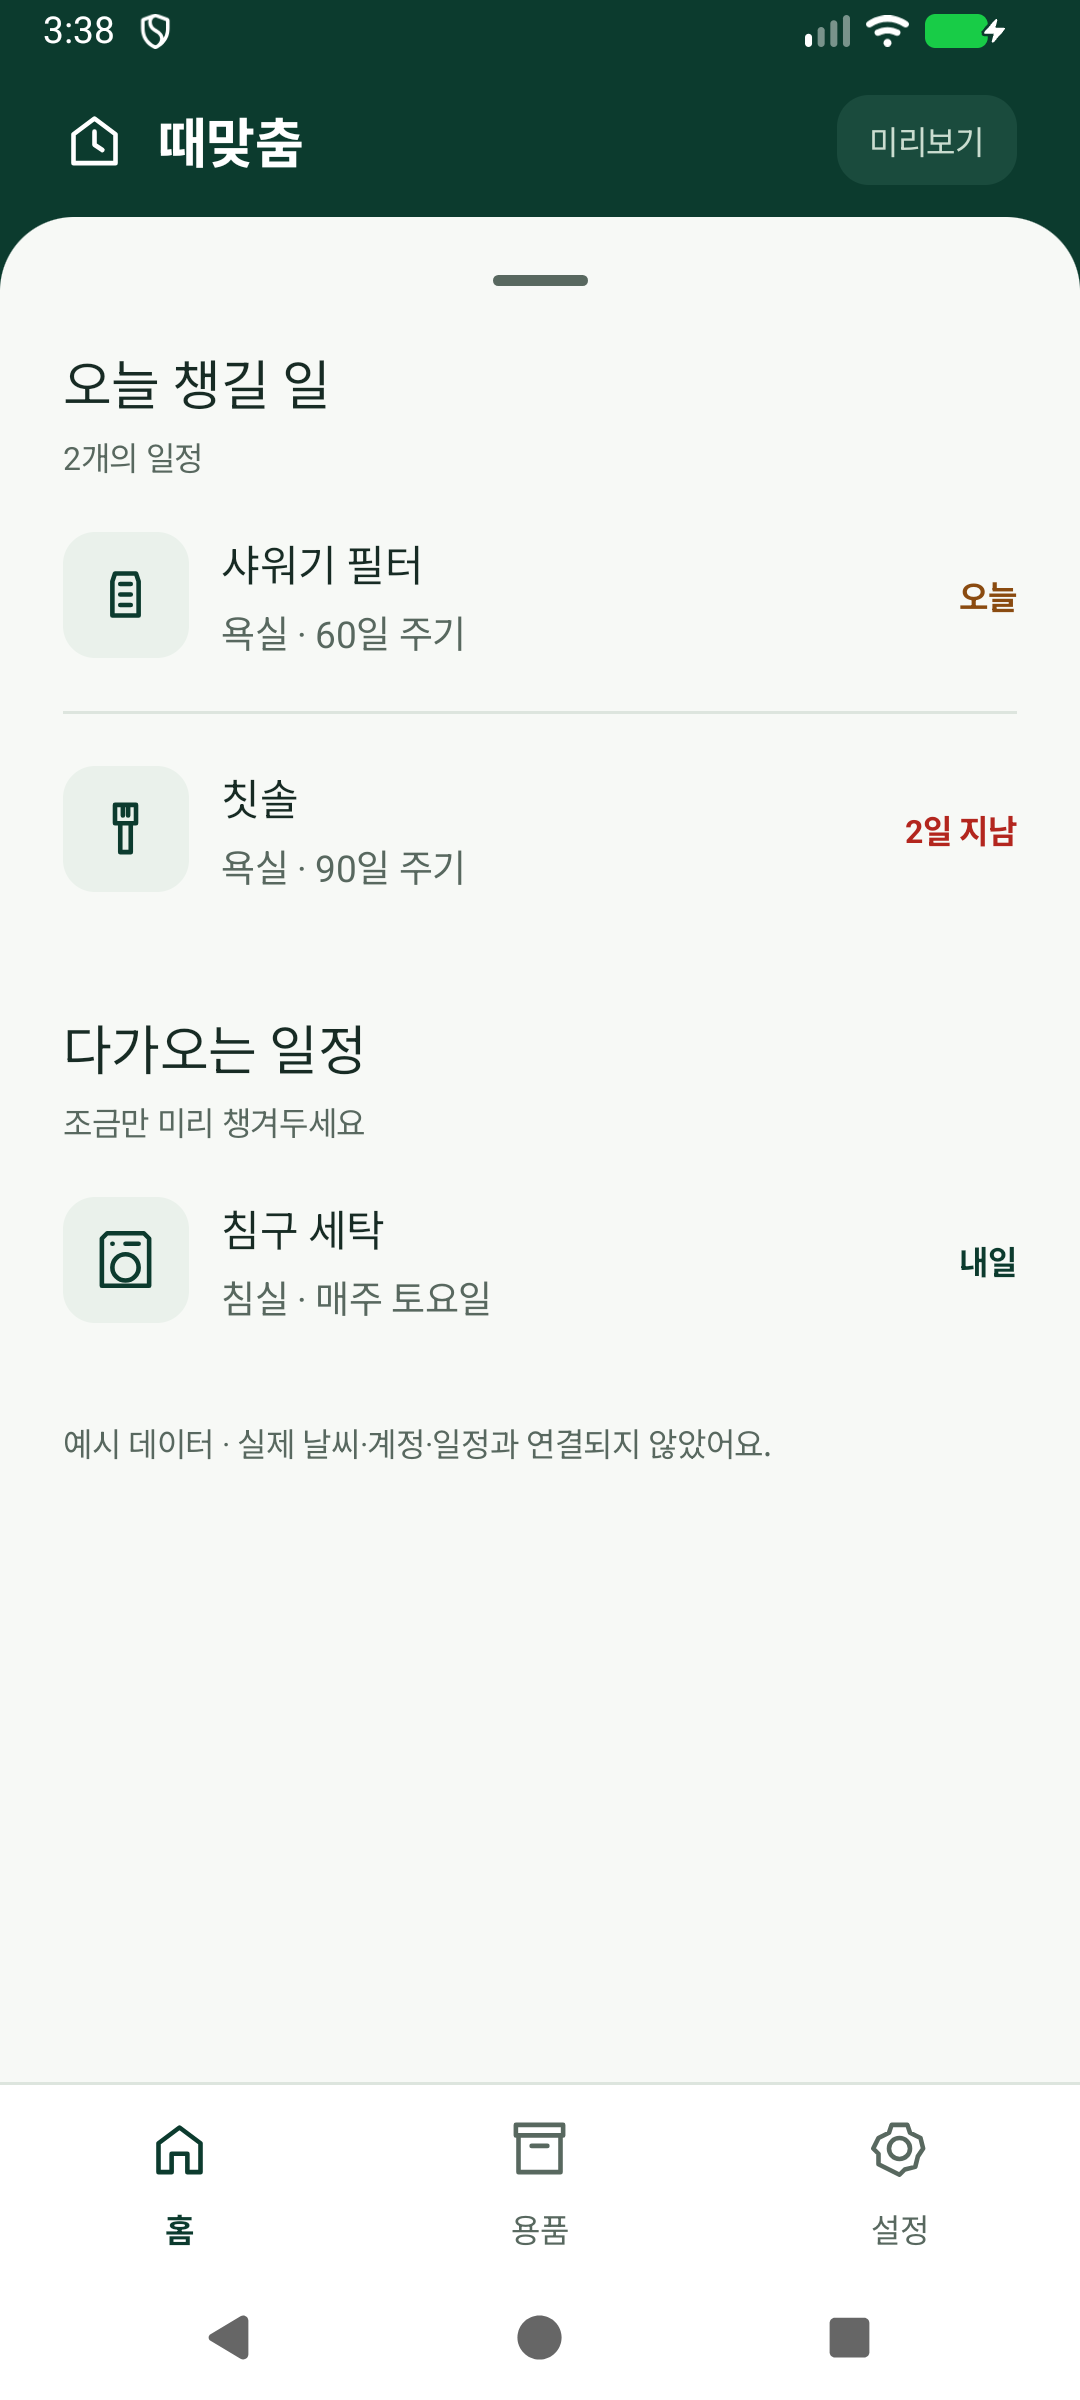 3:38
때맞춤
미리보기
오늘 챙길 일
2개의 일정
샤워기 필터
욕실 · 60일 주기
오늘
칫솔
욕실 · 90일 주기
2일 지남
다가오는 일정
조금만 미리 챙겨두세요
침구 세탁
침실 · 매주 토요일
내일
예시 데이터 · 실제 날씨·계정·일정과 연결되지 않았어요.
홈
용품
설정